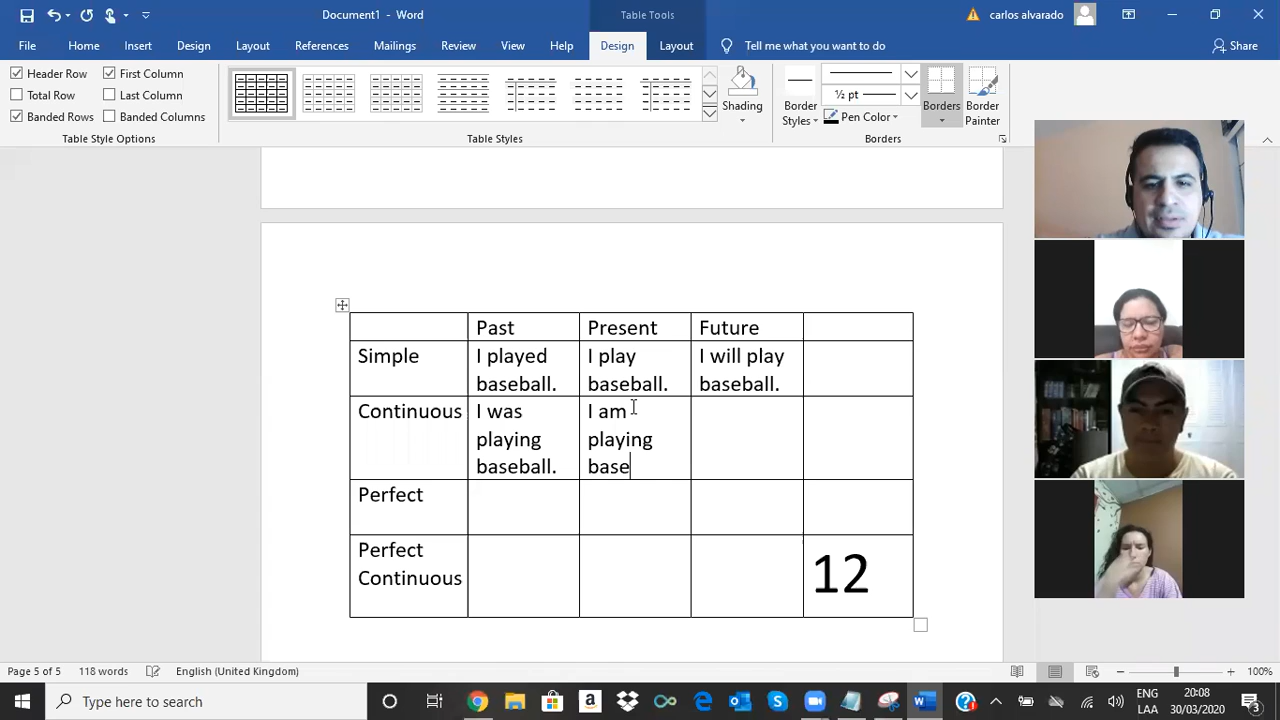 Document1 - Word
Table Tools
carlos alvarado
File
Home
Insert
Design
Layout
References
Mailings
Review
View
Help
Design
Layout
Tell me what you want to do
Share
Header Row
First Column
Total Row
Last Column
Banded Rows
Banded Columns
Table Style Options
Table Styles
Shading
Border
Styles
½ pt
Pen Color
Borders
Border
Painter
Borders
Past
Present
Future
Simple
I played
baseball.
I play
baseball.
I will play
baseball.
Continuous
I was
playing
baseball.
I am
playing
base
Perfect
Perfect
Continuous
12
Page 5 of 5
118 words
English (United Kingdom)
100%
Type here to search
ENG
LAA
20:08
30/03/2020
3